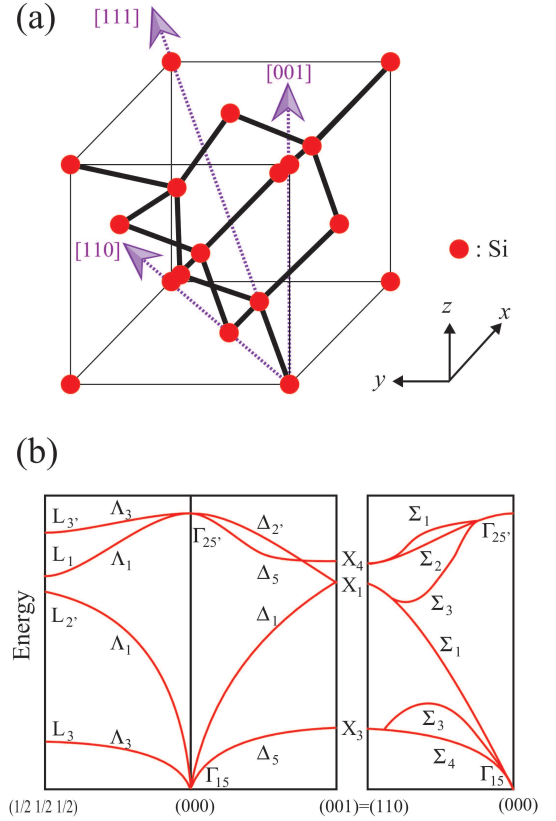 (a)
[111]
[001]
[110]
: Si
z
x
y
(b)
Energy
L3' Λ3 Γ25' Δ2' X4 Σ1 Γ25'
L1 Λ1 Δ5 X1 Σ2
L2' Λ1 Δ1 Σ3
Σ1
L3 Λ3 Δ5 X3 Σ3
Σ4
Γ15 Γ15
(1/2 1/2 1/2) (000) (001)=(110) (000)